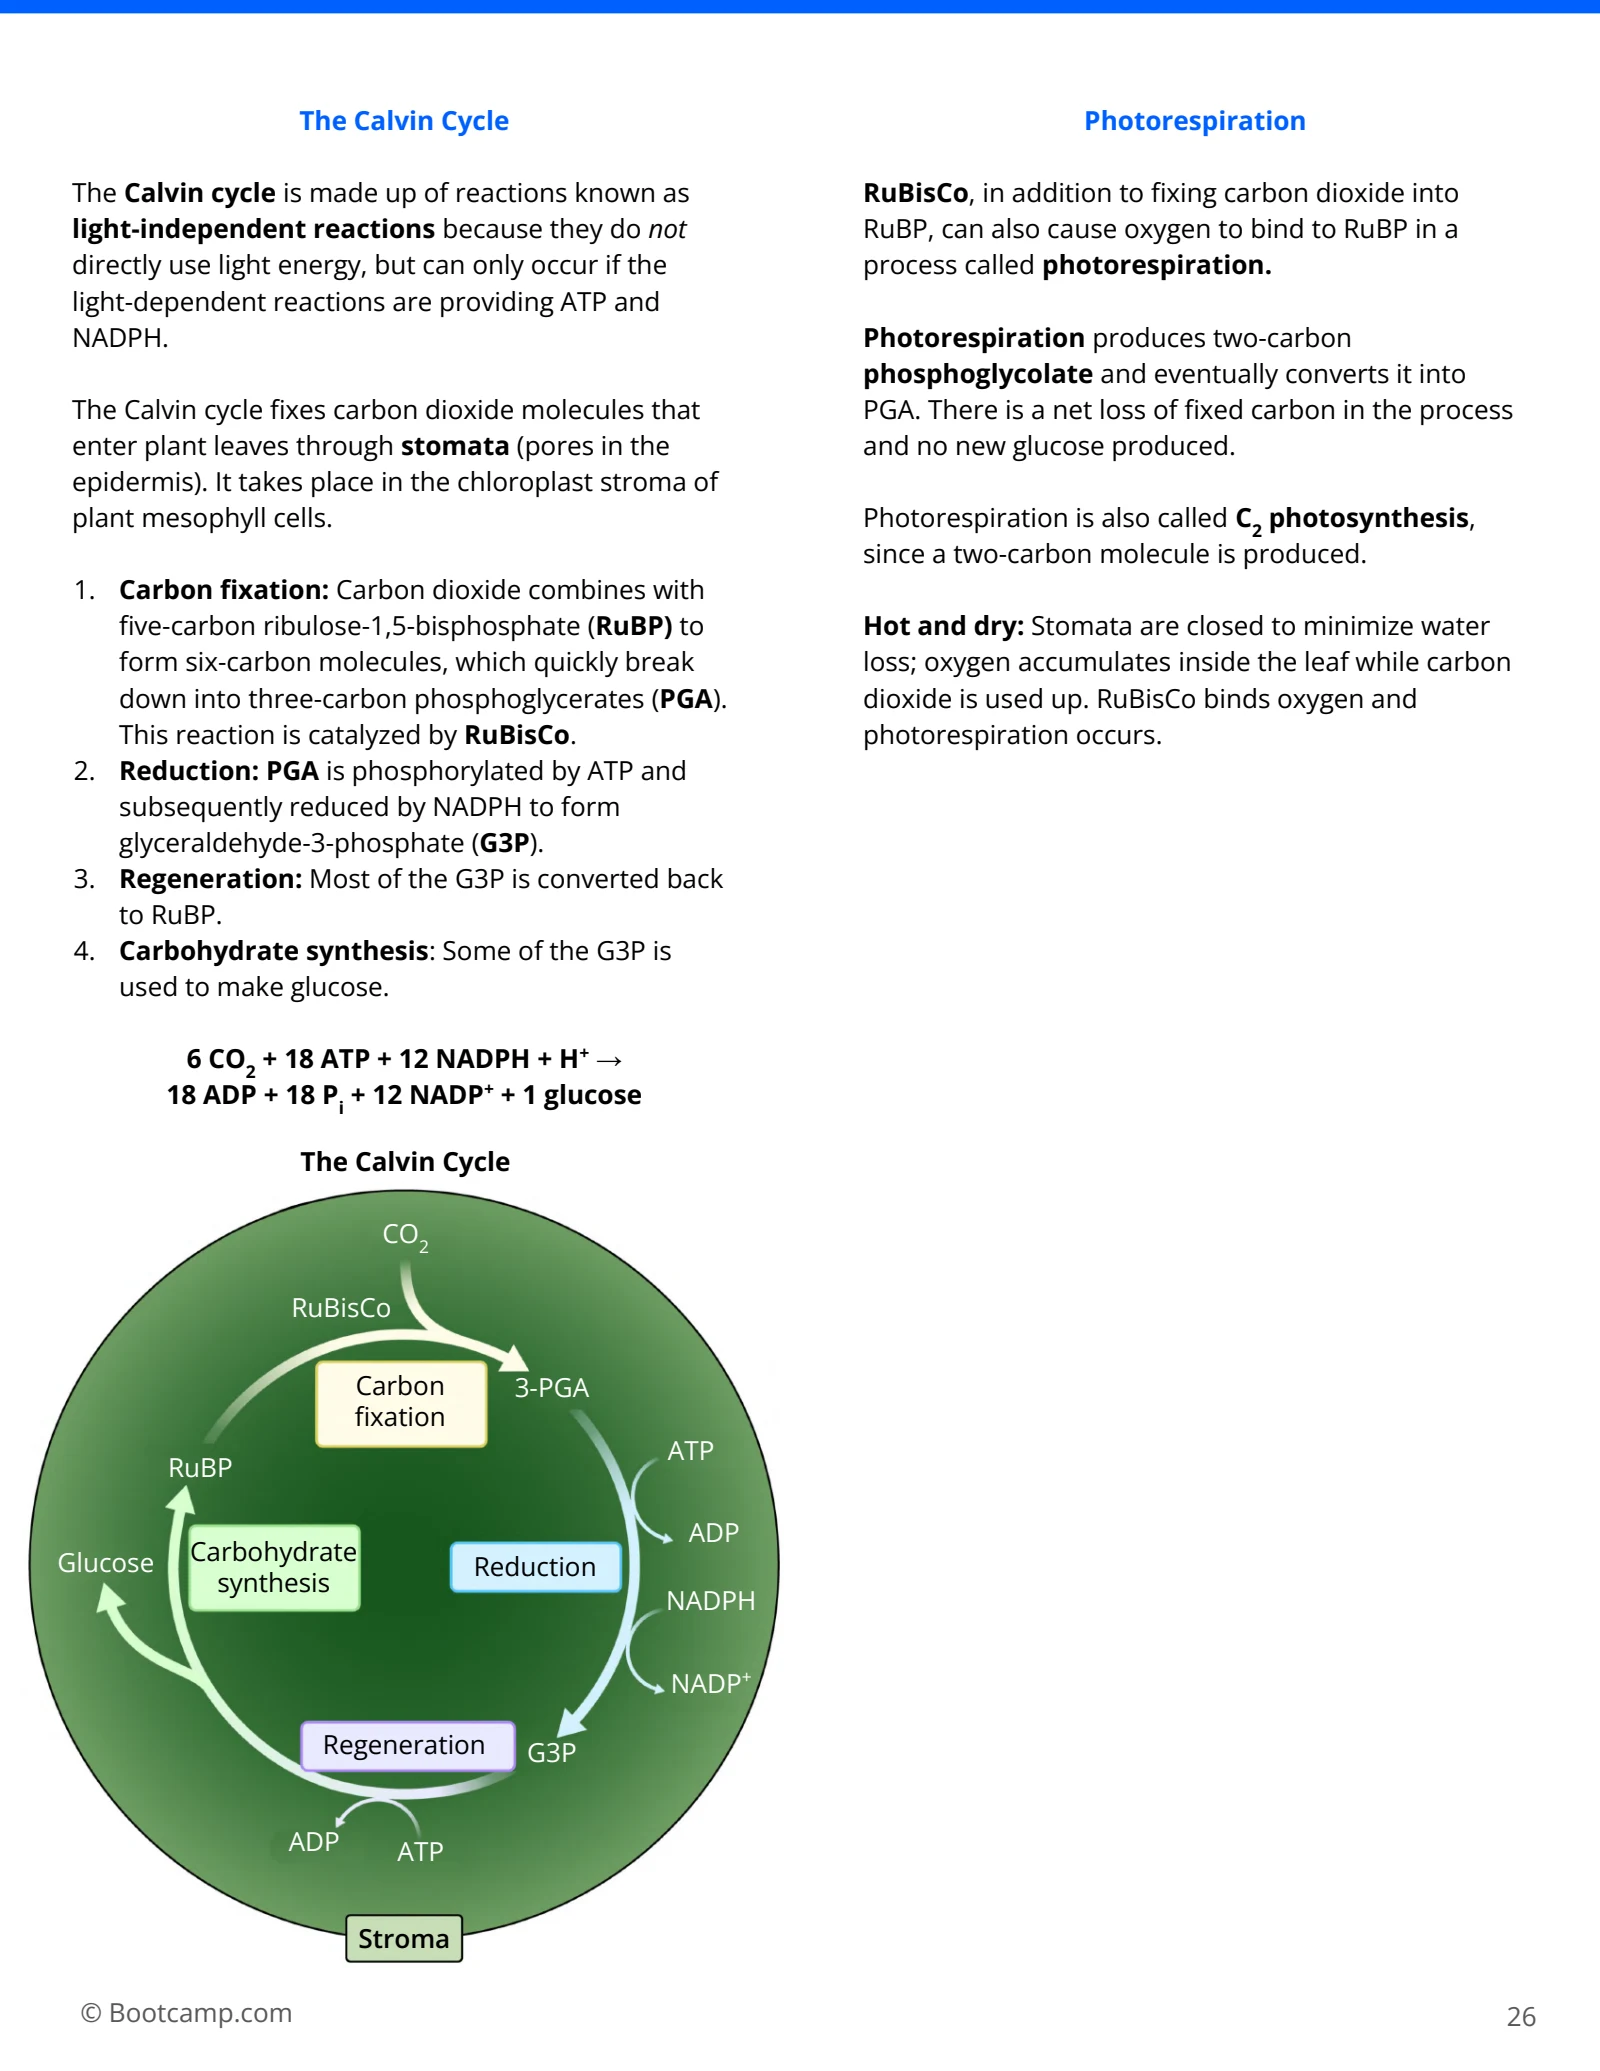 The Calvin Cycle
The Calvin cycle is made up of reactions known as
light-independent reactions because they do not
directly use light energy, but can only occur if the
light-dependent reactions are providing ATP and
NADPH.
The Calvin cycle fixes carbon dioxide molecules that
enter plant leaves through stomata (pores in the
epidermis). It takes place in the chloroplast stroma of
plant mesophyll cells.
1. Carbon fixation: Carbon dioxide combines with
five-carbon ribulose-1,5-bisphosphate (RuBP) to
form six-carbon molecules, which quickly break
down into three-carbon phosphoglycerates (PGA).
This reaction is catalyzed by RuBisCo.
2. Reduction: PGA is phosphorylated by ATP and
subsequently reduced by NADPH to form
glyceraldehyde-3-phosphate (G3P).
3. Regeneration: Most of the G3P is converted back
to RuBP.
4. Carbohydrate synthesis: Some of the G3P is
used to make glucose.
6 CO₂ + 18 ATP + 12 NADPH + H⁺ →
18 ADP + 18 Pᵢ + 12 NADP⁺ + 1 glucose
The Calvin Cycle
CO₂
RuBisCo
Carbon
fixation
3-PGA
ATP
RuBP
ADP
Carbohydrate
synthesis
Glucose
Reduction
NADPH
NADP⁺
Regeneration
G3P
ADP
ATP
Stroma
Photorespiration
RuBisCo, in addition to fixing carbon dioxide into
RuBP, can also cause oxygen to bind to RuBP in a
process called photorespiration.
Photorespiration produces two-carbon
phosphoglycolate and eventually converts it into
PGA. There is a net loss of fixed carbon in the process
and no new glucose produced.
Photorespiration is also called C₂ photosynthesis,
since a two-carbon molecule is produced.
Hot and dry: Stomata are closed to minimize water
loss; oxygen accumulates inside the leaf while carbon
dioxide is used up. RuBisCo binds oxygen and
photorespiration occurs.
© Bootcamp.com
26